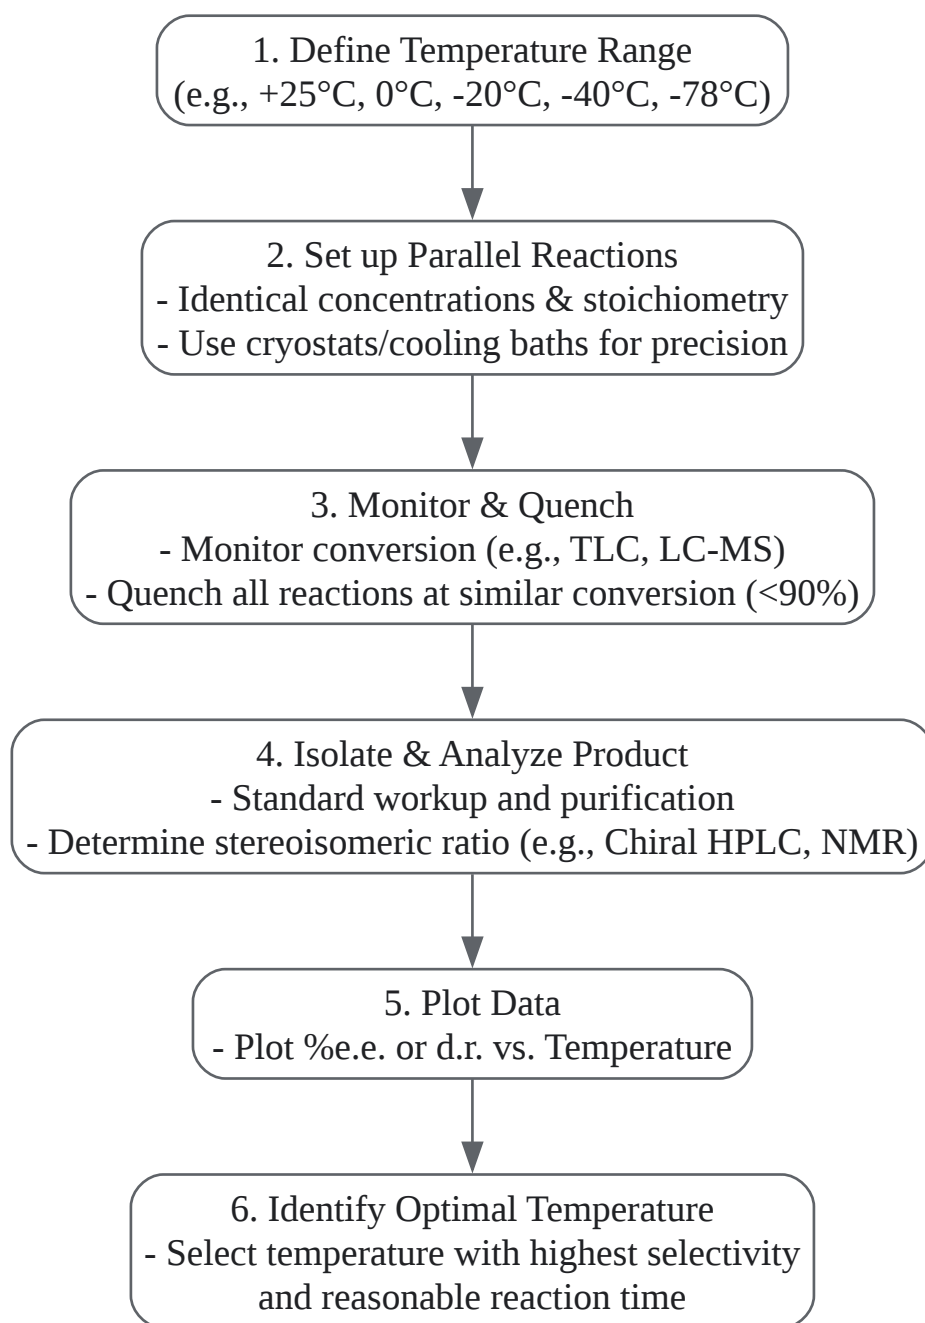 1. Define Temperature Range
(e.g., +25°C, 0°C, -20°C, -40°C, -78°C)
2. Set up Parallel Reactions
- Identical concentrations & stoichiometry
- Use cryostats/cooling baths for precision
3. Monitor & Quench
- Monitor conversion (e.g., TLC, LC-MS)
- Quench all reactions at similar conversion (<90%)
4. Isolate & Analyze Product
- Standard workup and purification
- Determine stereoisomeric ratio (e.g., Chiral HPLC, NMR)
5. Plot Data
- Plot %e.e. or d.r. vs. Temperature
6. Identify Optimal Temperature
- Select temperature with highest selectivity
and reasonable reaction time